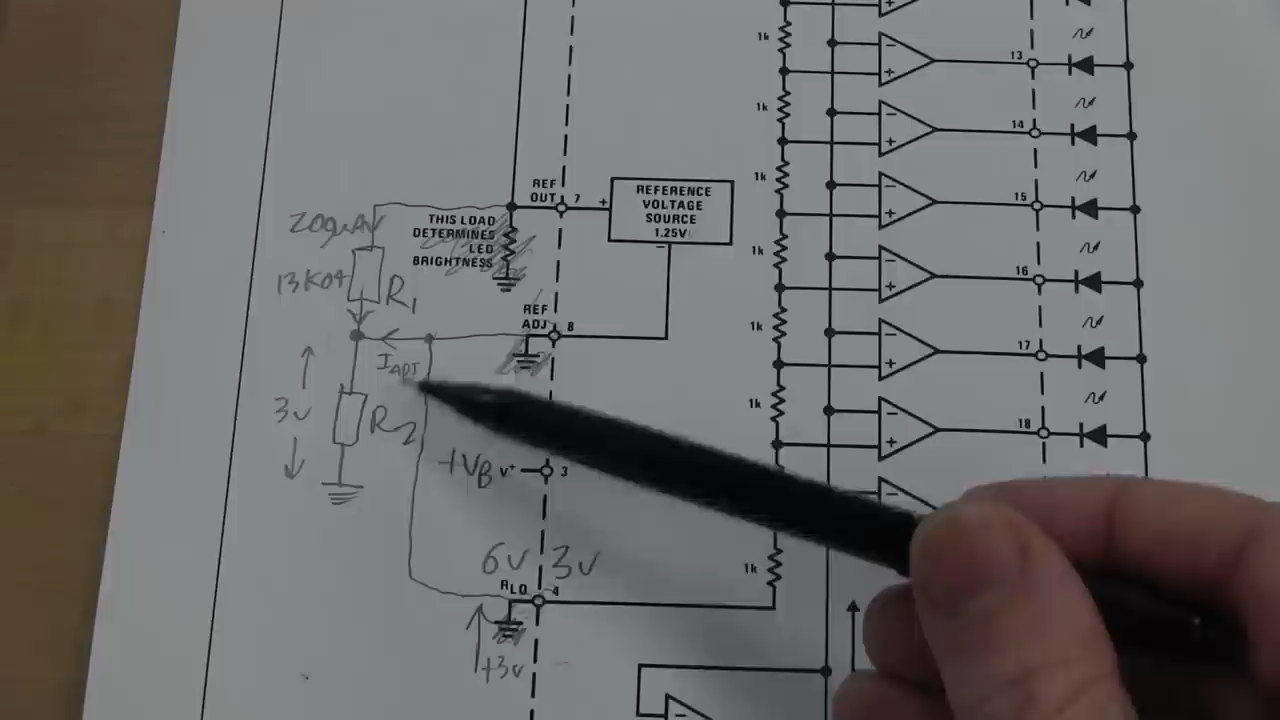 1k
13
1k
14
1k
15
1k
16
1k
17
1k
18
1k
REF
OUT
7
+
REFERENCE
VOLTAGE
SOURCE
1.25V
−
THIS LOAD
DETERMINES
LED
BRIGHTNESS
200µA
13K04
R1
REF
ADJ
8
IADJ
3v
R2
+VB
V+
3
6v
3v
RLO
4
+3v
−
+
−
+
−
+
−
+
−
+
−
+
−
−